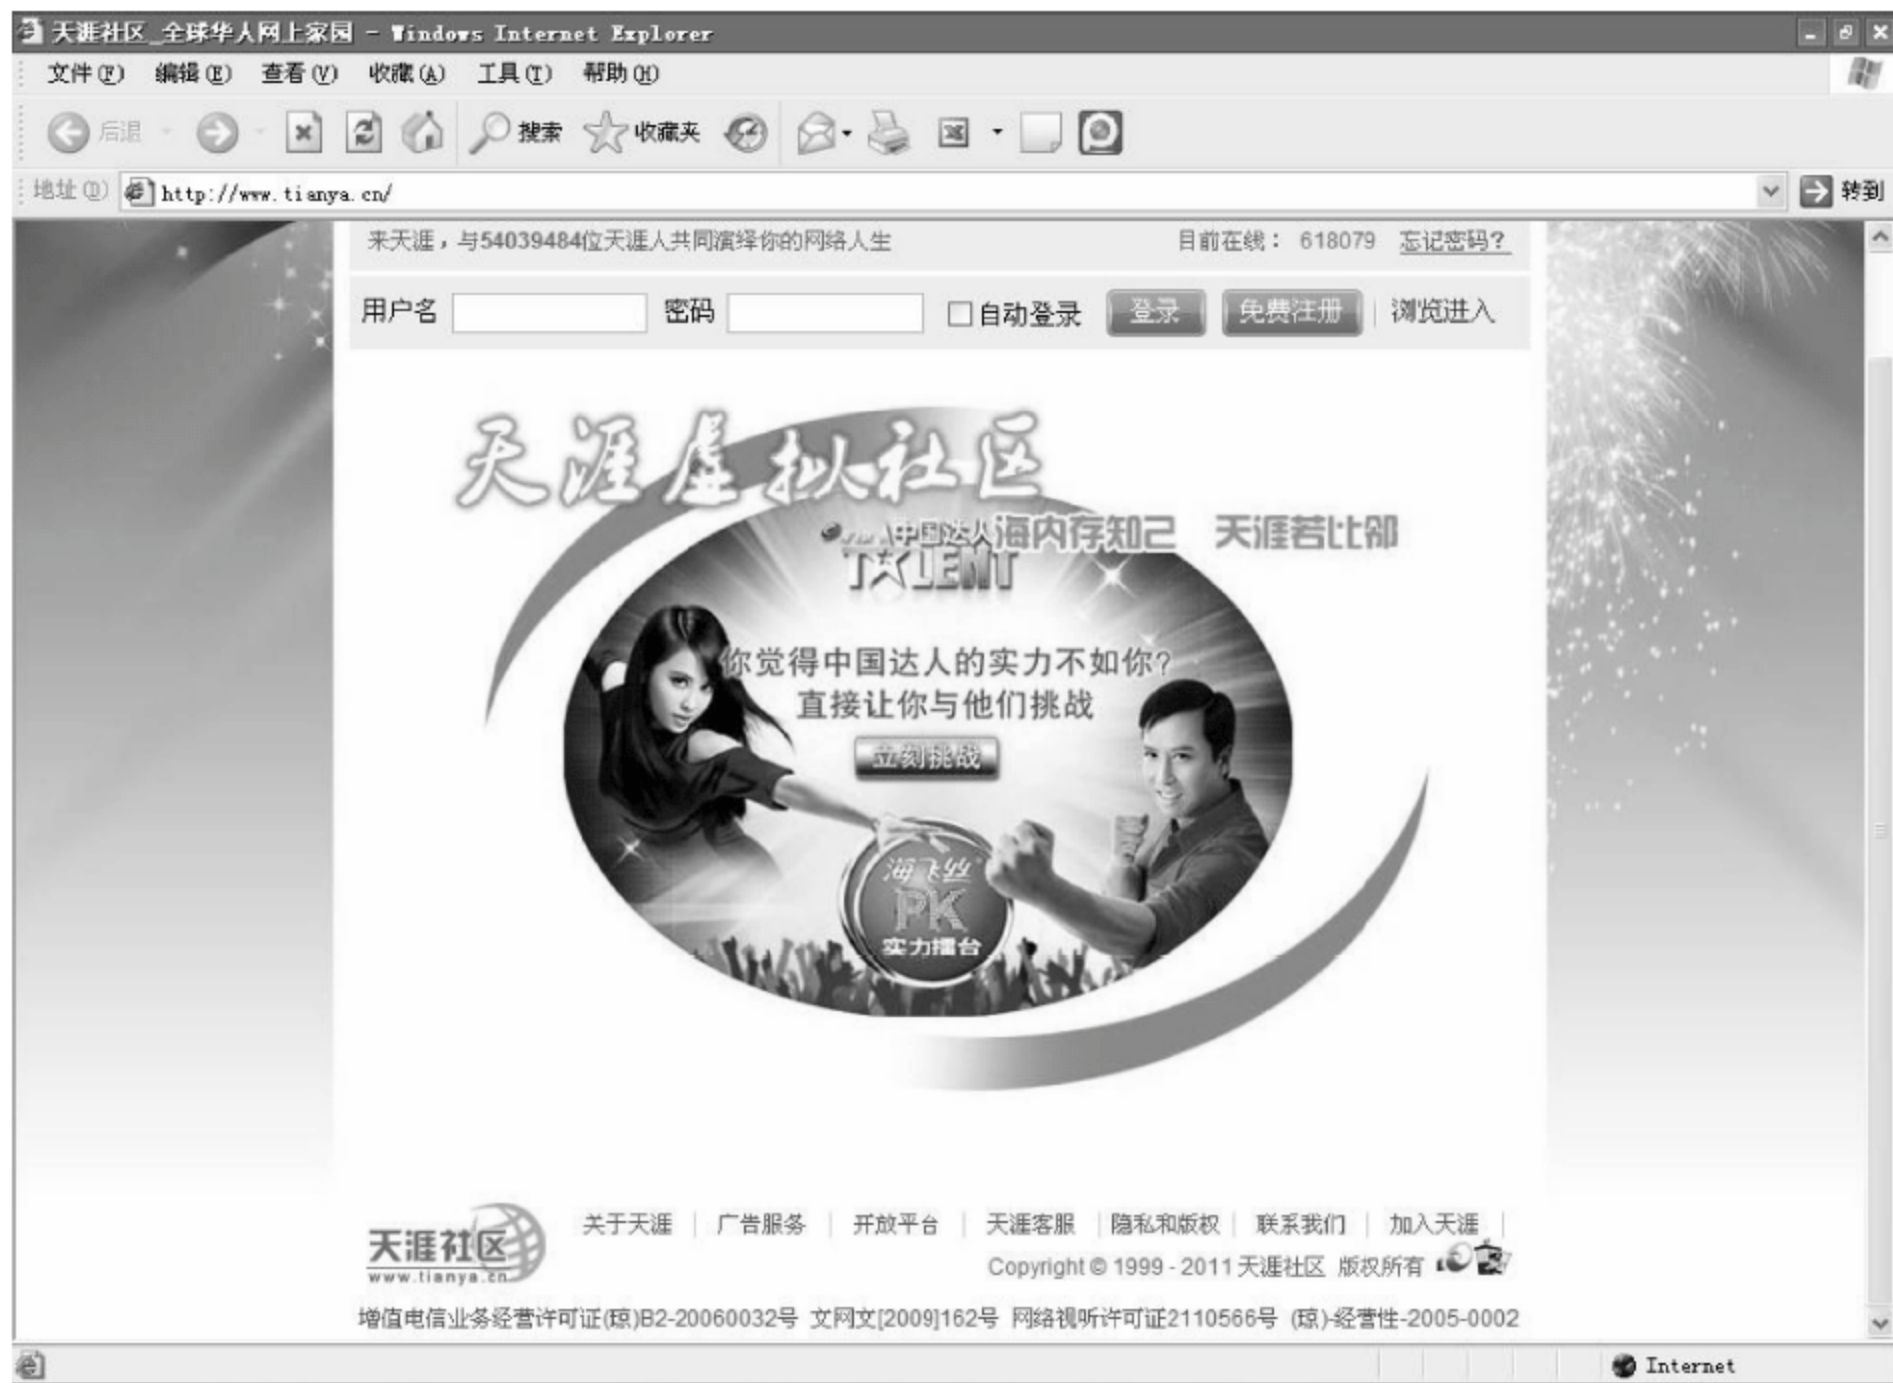 天涯社区_全球华人网上家园 - Windows Internet Explorer
文件(F) 编辑(E) 查看(V) 收藏(A) 工具(T) 帮助(H)
后退 搜索 收藏夹
地址(D) http://www.tianya.cn/ 转到
来天涯，与54039484位天涯人共同演绎你的网络人生 目前在线： 618079 忘记密码?
用户名 密码 自动登录 登录 免费注册 浏览进入
天涯虚拟社区
中国达人 海内存知己 天涯若比邻
TALENT
你觉得中国达人的实力不如你?
直接让你与他们挑战
立刻挑战
海飞丝
PK
实力擂台
天涯社区
www.tianya.cn
关于天涯 | 广告服务 | 开放平台 | 天涯客服 | 隐私和版权 | 联系我们 | 加入天涯 |
Copyright © 1999 - 2011 天涯社区 版权所有
增值电信业务经营许可证(琼)B2-20060032号 文网文[2009]162号 网络视听许可证2110566号 (琼)-经营性-2005-0002
Internet